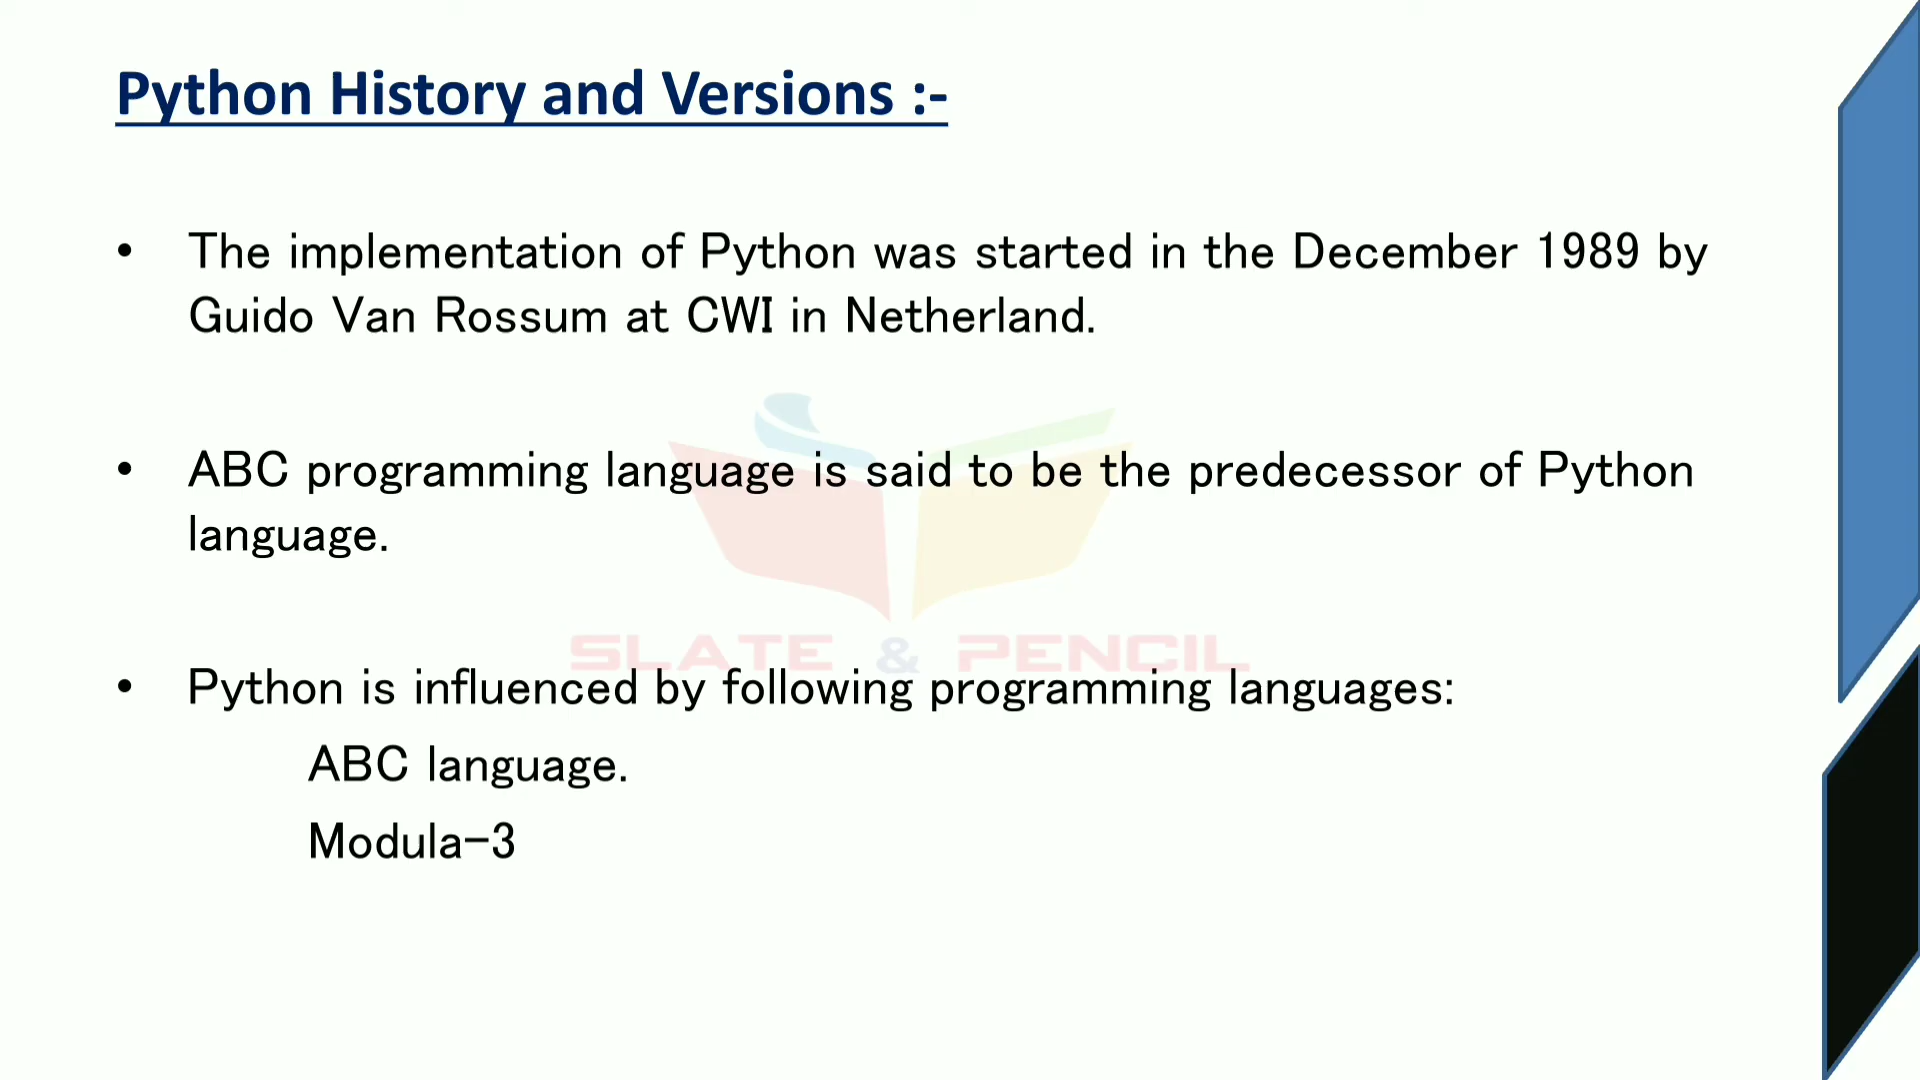 Python History and Versions :-
• The implementation of Python was started in the December 1989 by
Guido Van Rossum at CWI in Netherland.
• ABC programming language is said to be the predecessor of Python
language.
SLATE & PENCIL
• Python is influenced by following programming languages:
ABC language.
Modula-3